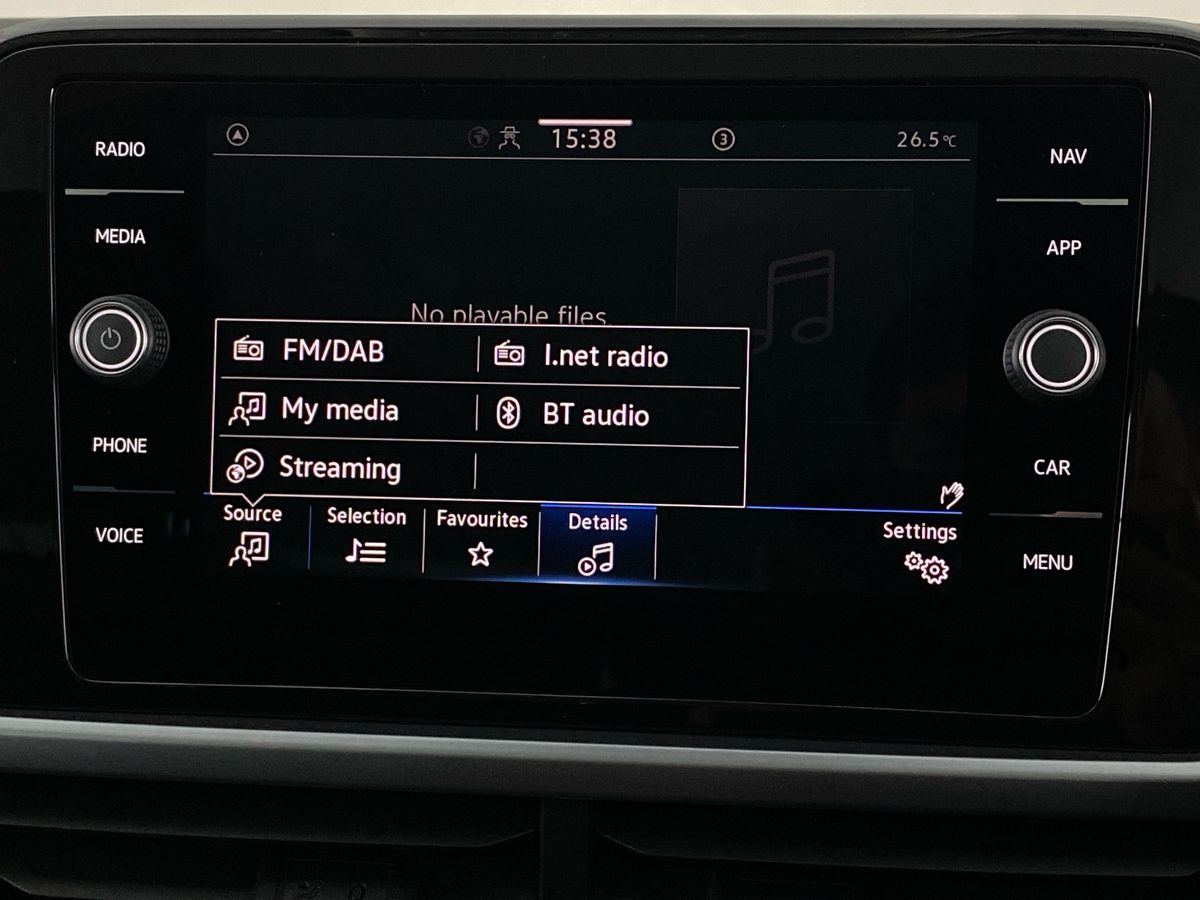 RADIO
MEDIA
PHONE
VOICE
15:38
3
26.5°C
No playable files.
FM/DAB
I.net radio
My media
BT audio
Streaming
Source
Selection
Favourites
Details
Settings
NAV
APP
CAR
MENU